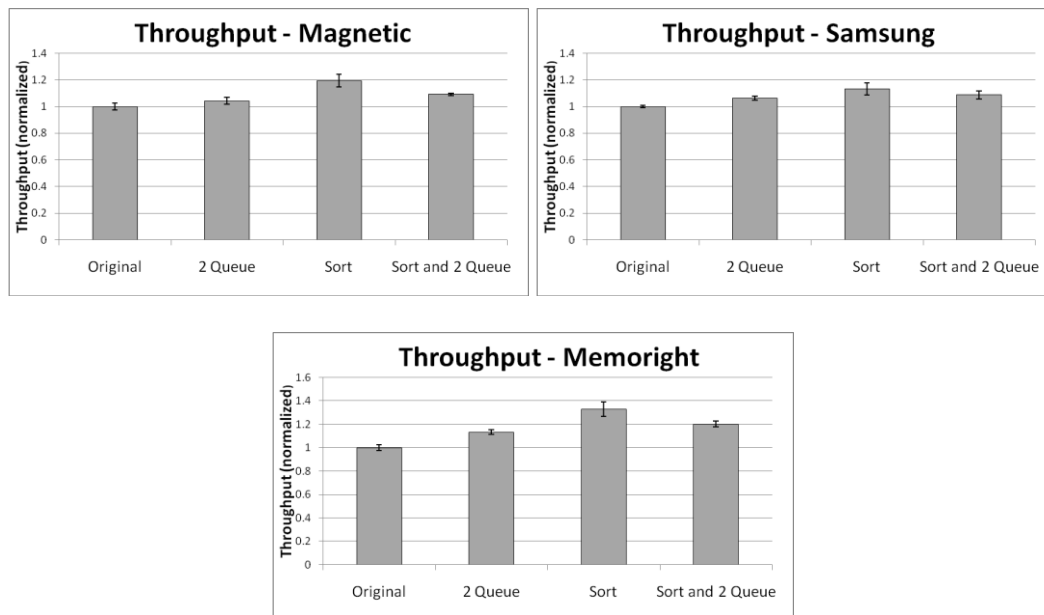 Throughput - Magnetic
Throughput (normalized)
1.4
1.2
1
0.8
0.6
0.4
0.2
0
Original 2 Queue Sort Sort and 2 Queue
Throughput - Samsung
Throughput (normalized)
1.4
1.2
1
0.8
0.6
0.4
0.2
0
Original 2 Queue Sort Sort and 2 Queue
Throughput - Memoright
Throughput (normalized)
1.6
1.4
1.2
1
0.8
0.6
0.4
0.2
0
Original 2 Queue Sort Sort and 2 Queue